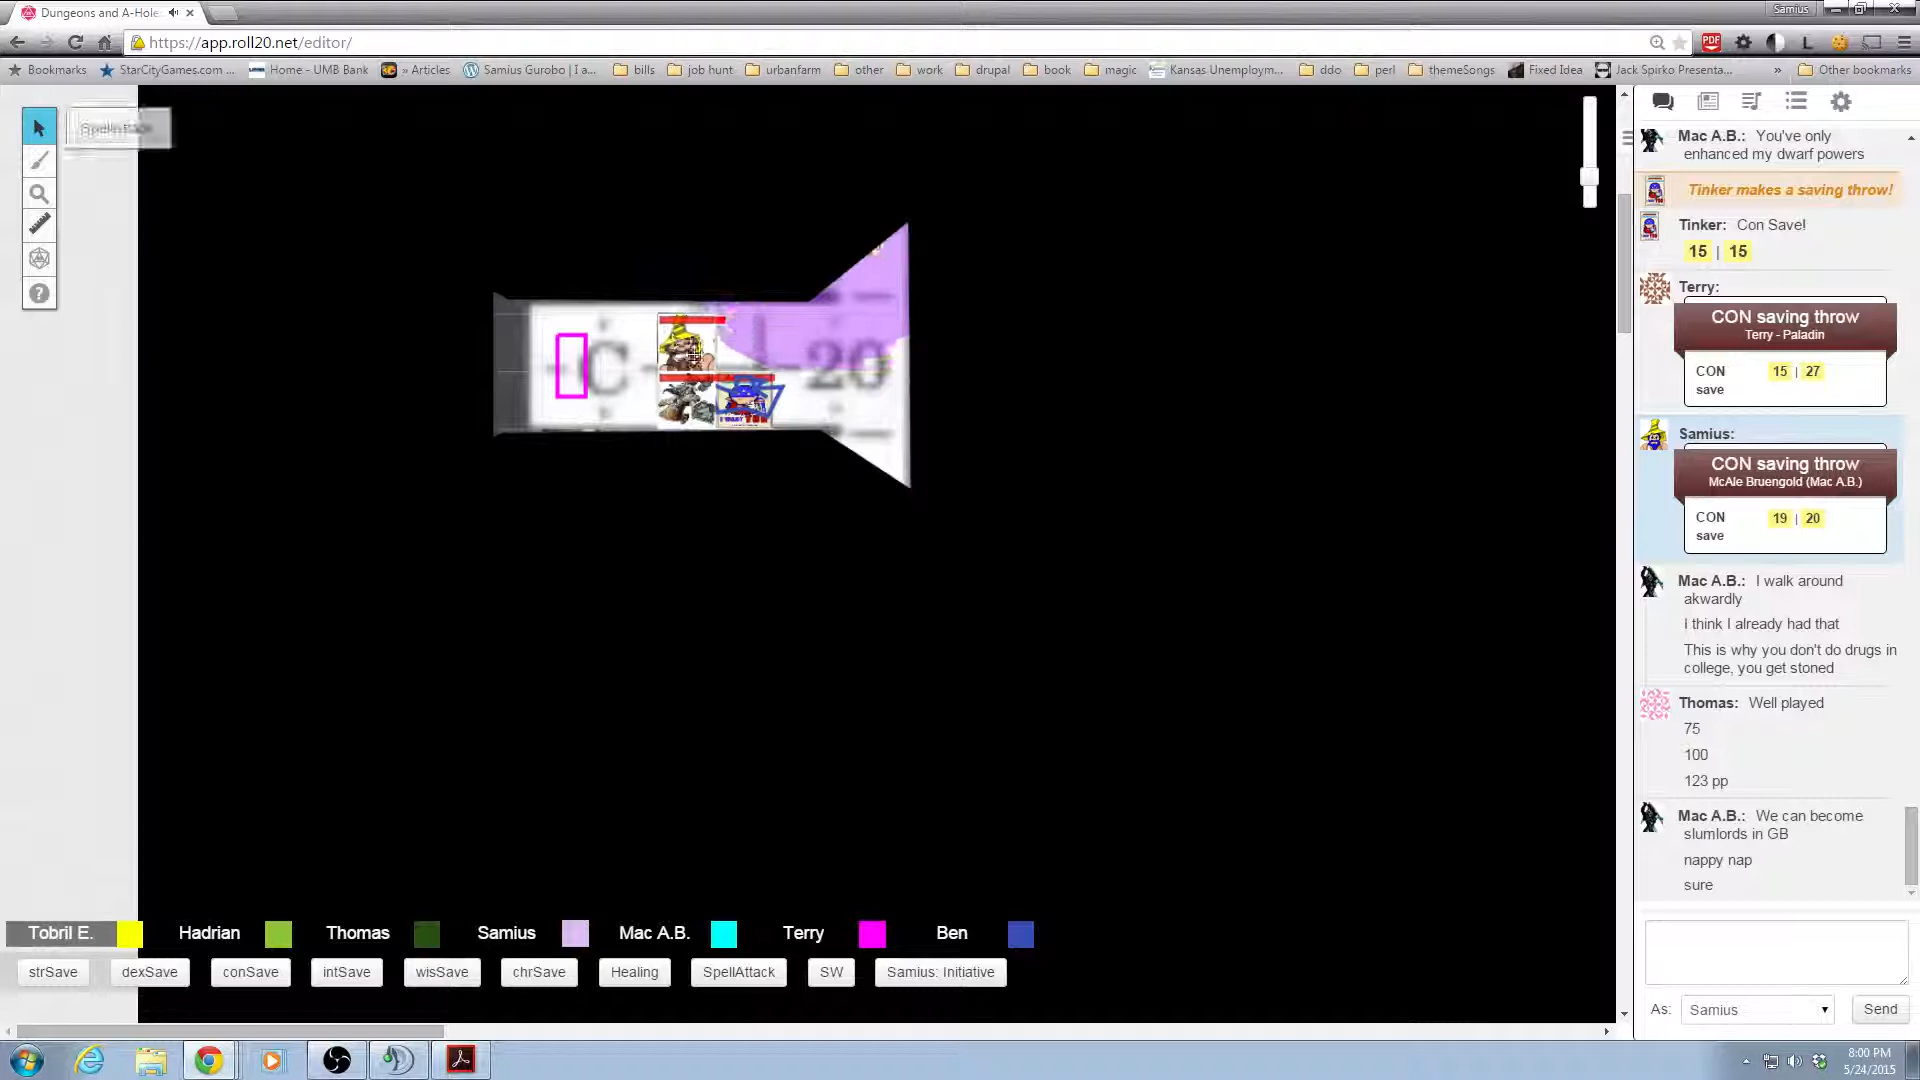 Dungeons and A-Hole
Samius
https://app.roll20.net/editor/
Bookmarks
StarCityGames.com ...
Home - UMB Bank
» Articles
Samius Gurobo | I a...
bills
job hunt
urbanfarm
other
work
drupal
book
magic
Kansas Unemploym...
ddo
perl
themeSongs
Fixed Idea
Jack Spirko Presenta...
»
Other bookmarks
PDF
L
C
20
YOU
Mac A.B.: You've only
enhanced my dwarf powers
Tinker makes a saving throw!
Tinker: Con Save!
15 | 15
Terry:
CON saving throw
Terry - Paladin
CON save
15 | 27
Samius:
CON saving throw
McAle Bruengold (Mac A.B.)
CON save
19 | 20
Mac A.B.: I walk around
akwardly
I think I already had that
This is why you don't do drugs in
college, you get stoned
Thomas: Well played
75
100
123 pp
Mac A.B.: We can become
slumlords in GB
nappy nap
sure
Tobril E.
Hadrian
Thomas
Samius
Mac A.B.
Terry
Ben
strSave
dexSave
conSave
intSave
wisSave
chrSave
Healing
SpellAttack
SW
Samius: Initiative
As:
Samius
Send
8:00 PM
5/24/2015